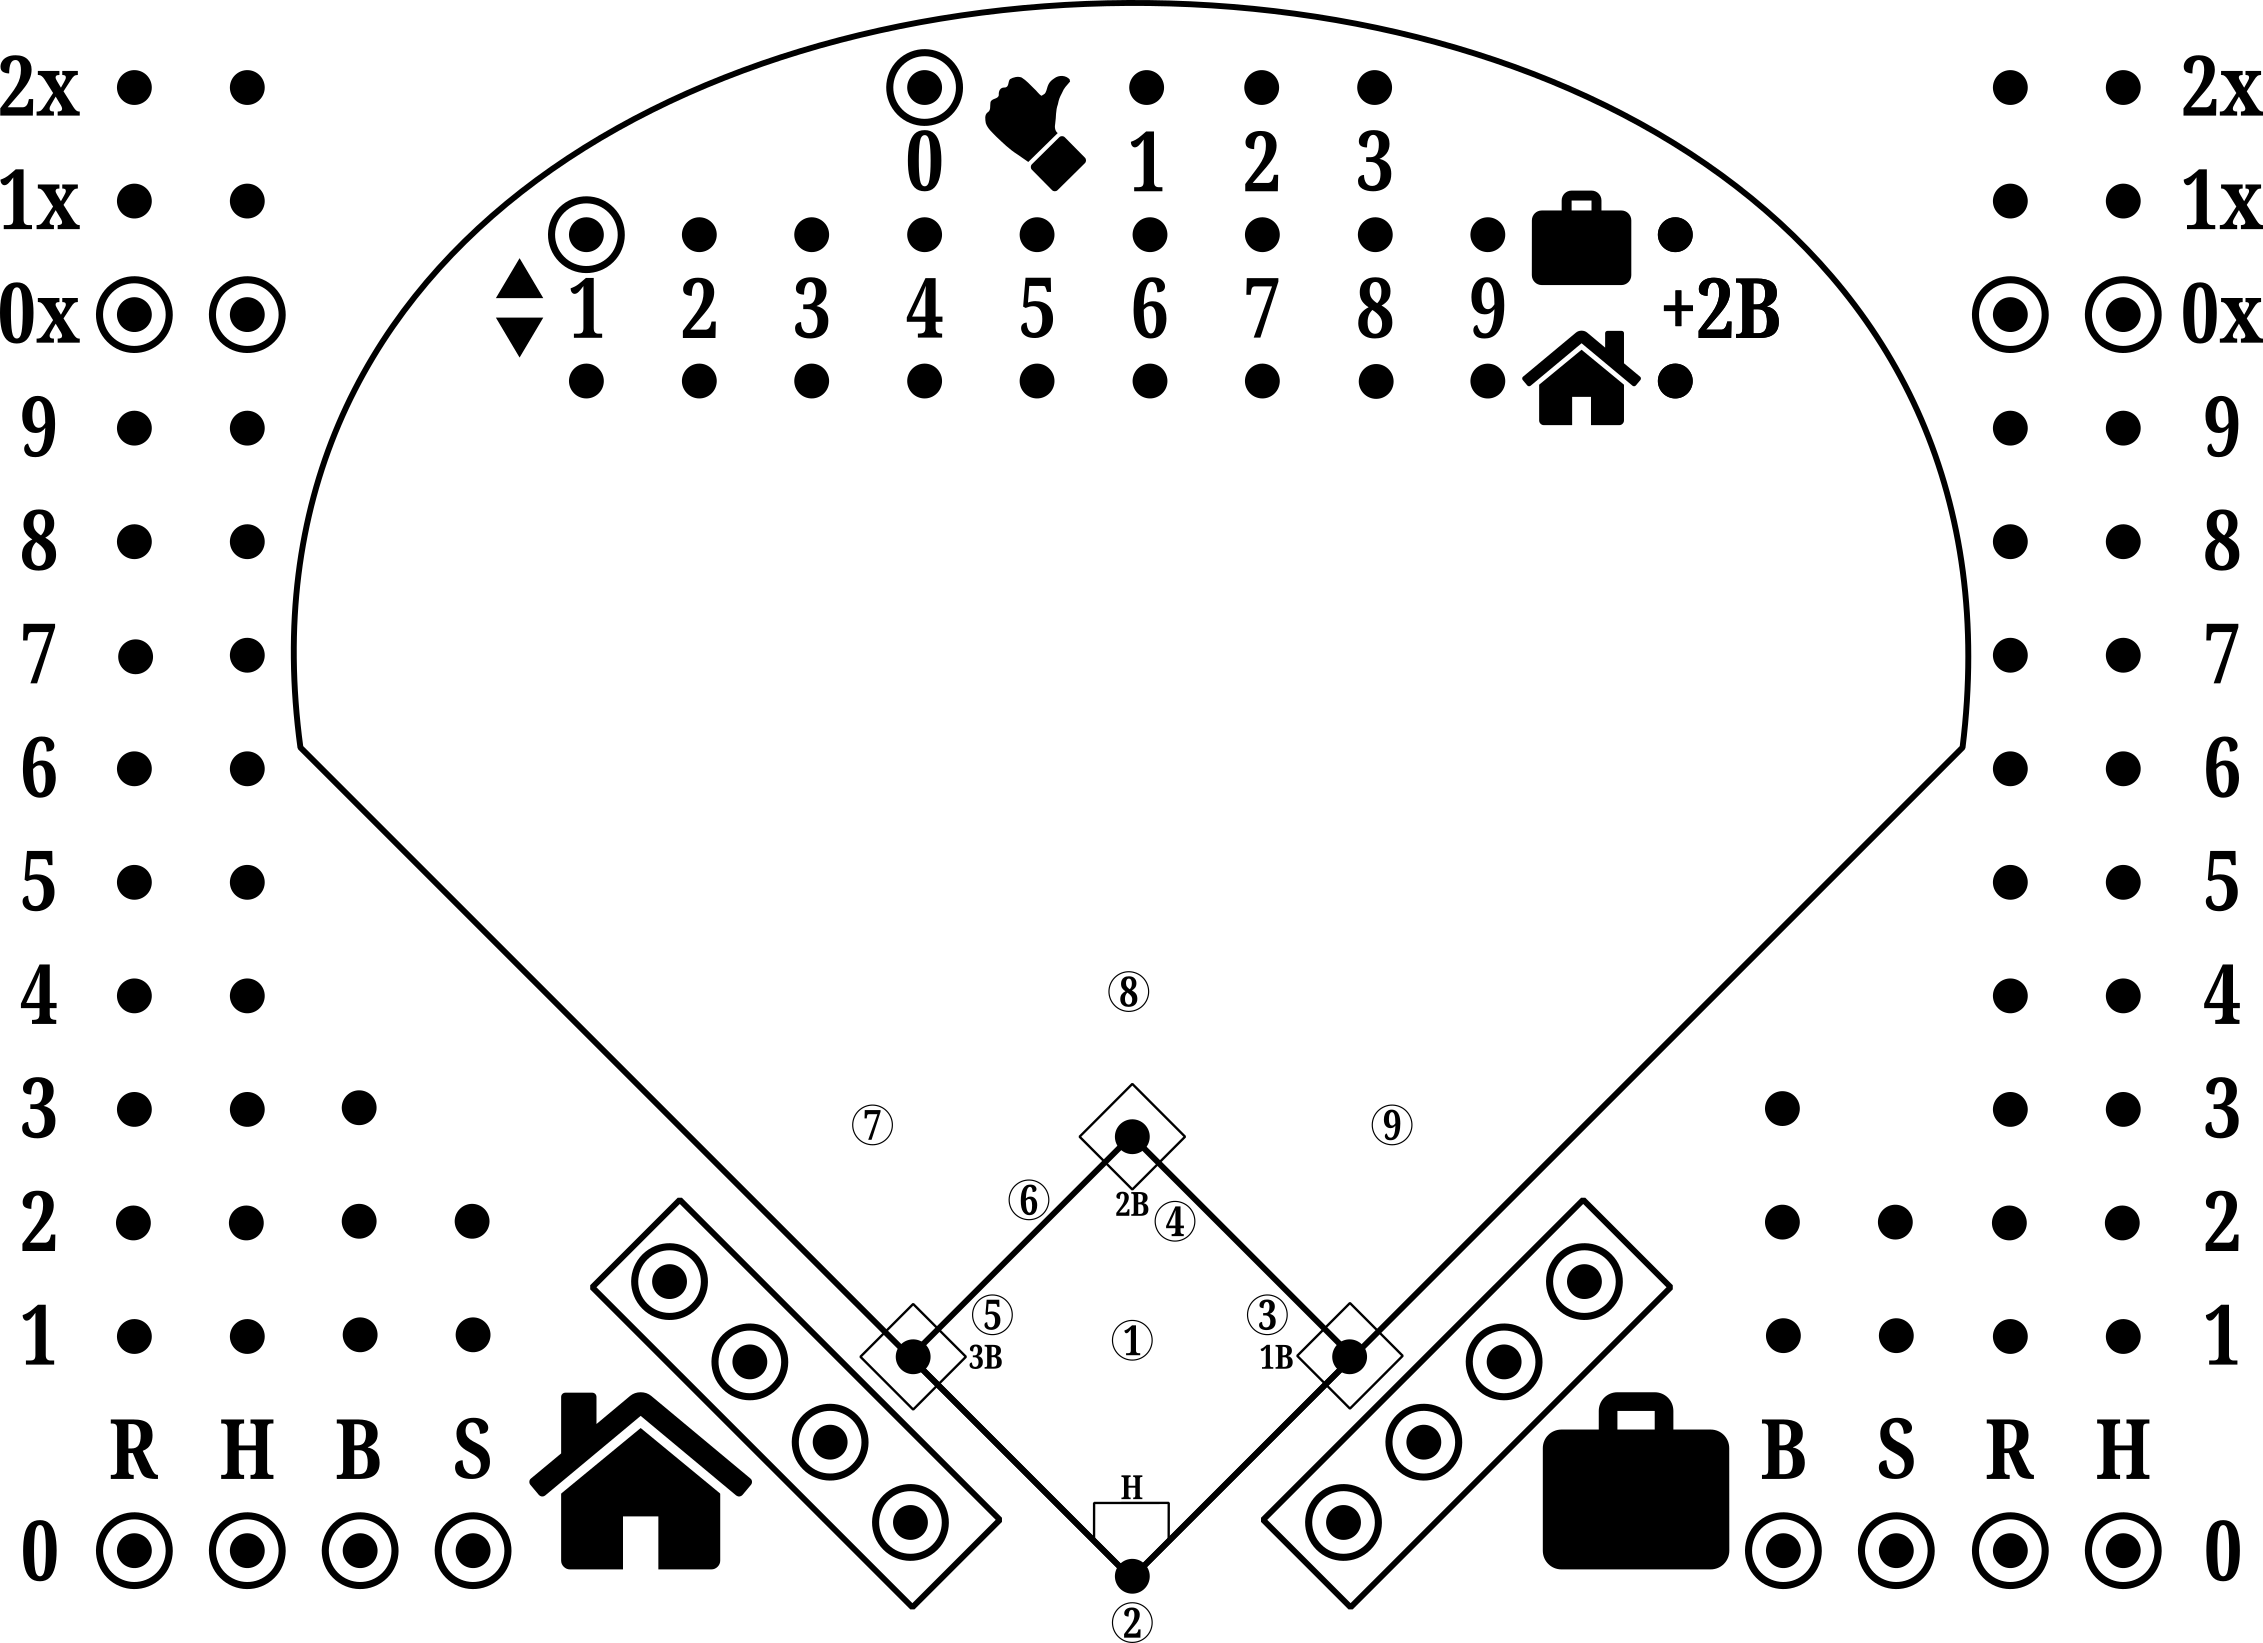 2x 2x
0 1 2 3
1x 1x
1 2 3 4 5 6 7 8 9 +2B
0x 0x
9 9
8 8
7 7
6 6
5 5
4 8 4
3 7 9 3
2 6 2B 4 2
1 5 3 1
3B 1 1B
R H B S H B S R H
0 0
2